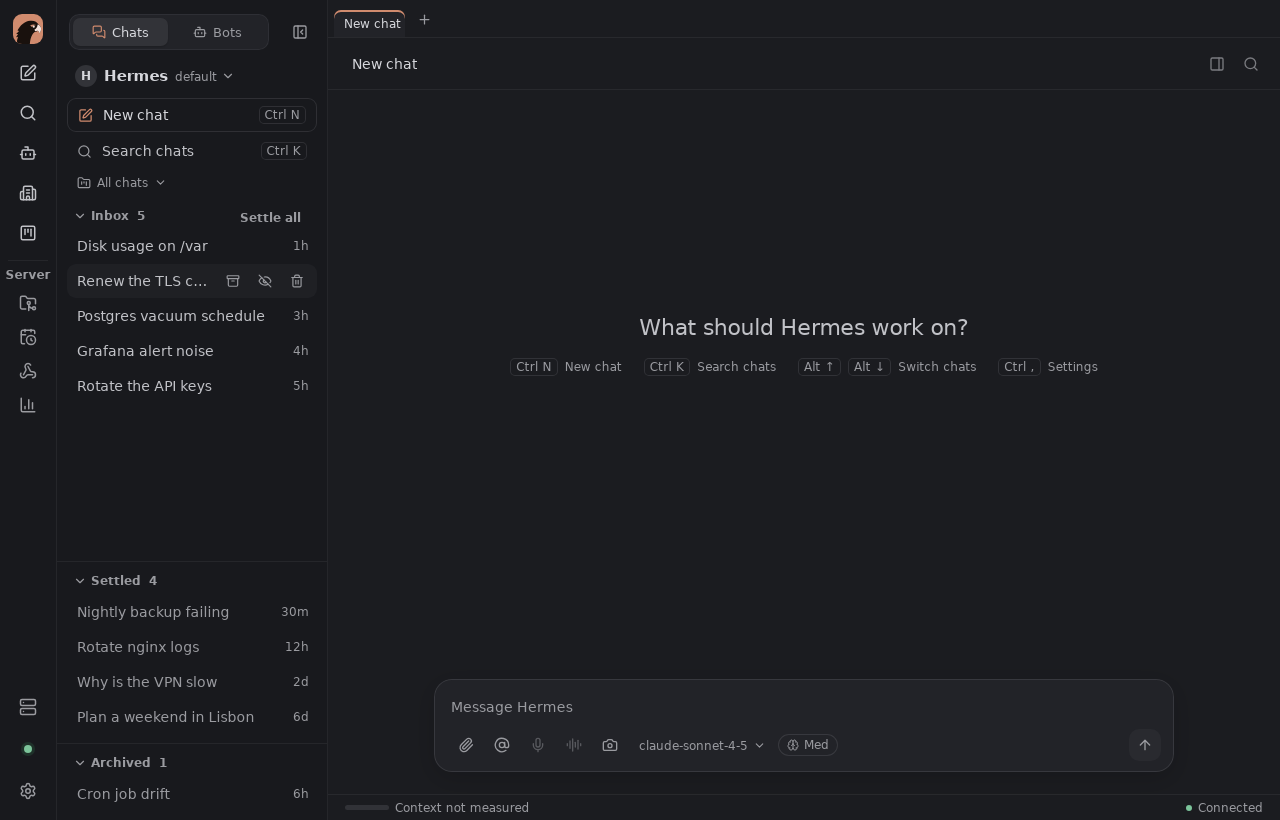 Chats
Bots
H Hermes default
New chat Ctrl N
Search chats Ctrl K
All chats
Inbox 5 Settle all
Disk usage on /var 1h
Renew the TLS c...
Postgres vacuum schedule 3h
Grafana alert noise 4h
Rotate the API keys 5h
Settled 4
Nightly backup failing 30m
Rotate nginx logs 12h
Why is the VPN slow 2d
Plan a weekend in Lisbon 6d
Archived 1
Cron job drift 6h
Server
New chat +
New chat
What should Hermes work on?
Ctrl N New chat Ctrl K Search chats Alt ↑ Alt ↓ Switch chats Ctrl , Settings
Message Hermes
claude-sonnet-4-5 Med
Context not measured
Connected